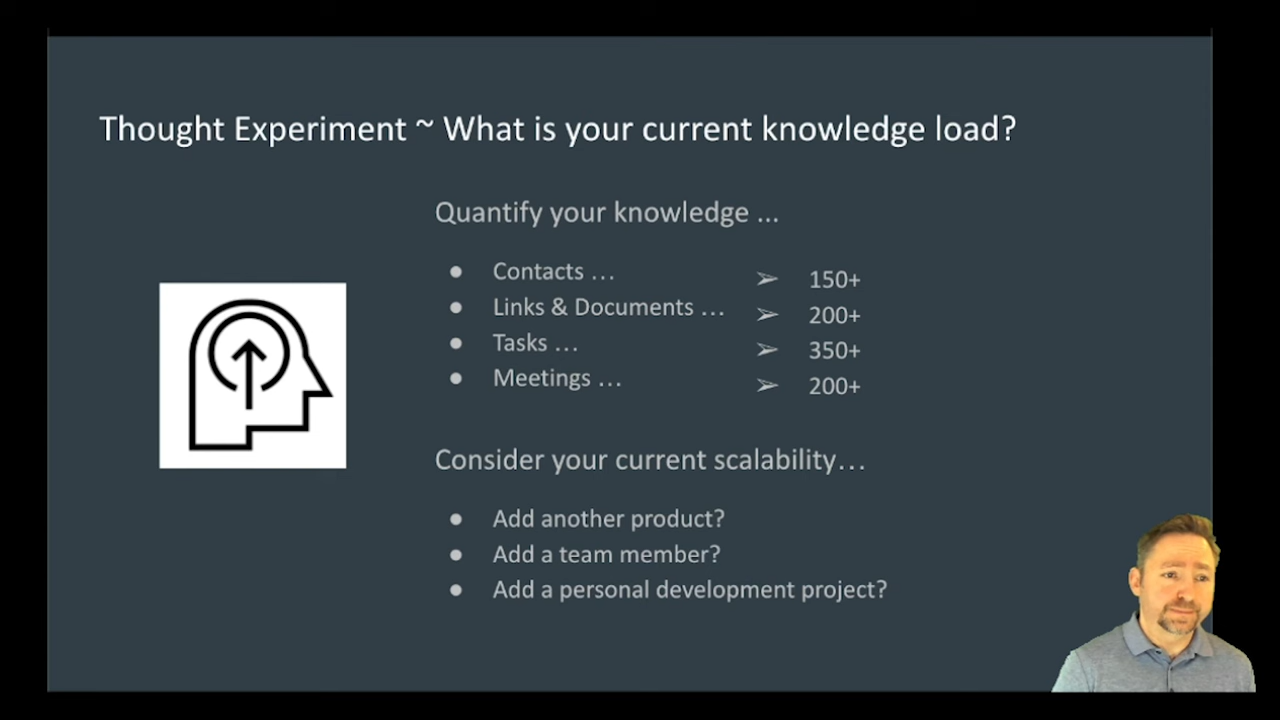 Thought Experiment ~ What is your current knowledge load?
Quantify your knowledge ...
● Contacts … ➢ 150+
● Links & Documents … ➢ 200+
● Tasks … ➢ 350+
● Meetings … ➢ 200+
Consider your current scalability…
● Add another product?
● Add a team member?
● Add a personal development project?